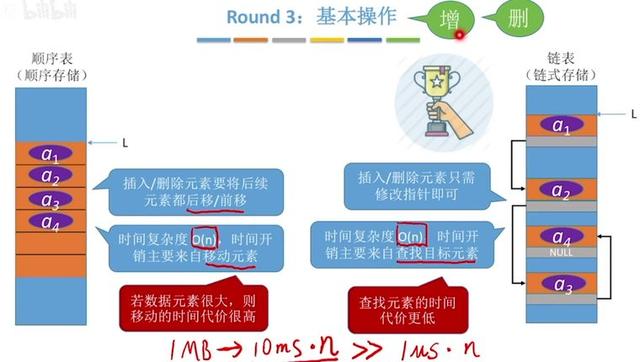 bilibili
Round 3：基本操作
增
删
顺序表
（顺序存储）
L
a1
a2
a3
a4
插入/删除元素要将后续
元素都后移/前移
时间复杂度 O(n)，时间开
销主要来自移动元素
若数据元素很大，则
移动的时间代价很高
链表
（链式存储）
L
a1
a2
a4
NULL
a3
插入/删除元素只需
修改指针即可
时间复杂度 O(n)，时间开
销主要来自查找目标元素
查找元素的时间
代价更低
1MB→10ms·n >> 1us·n